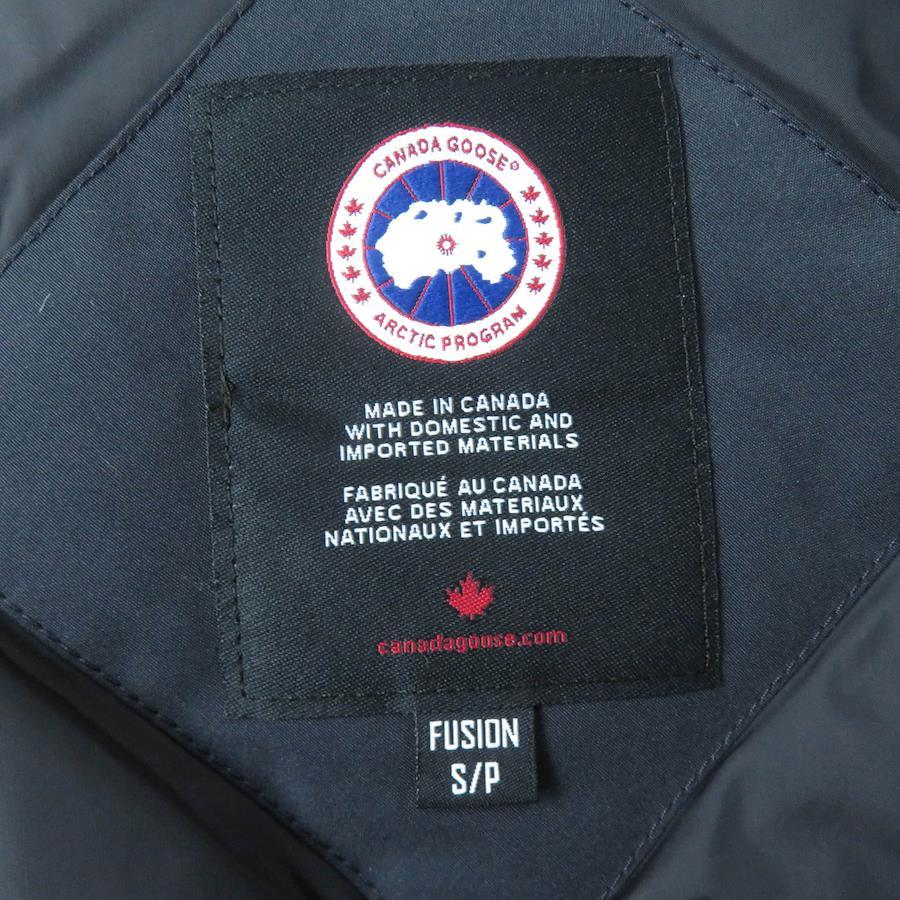 CANADA GOOSE®
ARCTIC PROGRAM
MADE IN CANADA
WITH DOMESTIC AND
IMPORTED MATERIALS
FABRIQUÉ AU CANADA
AVEC DES MATERIAUX
NATIONAUX ET IMPORTÉS
canadagoose.com
FUSION
S/P